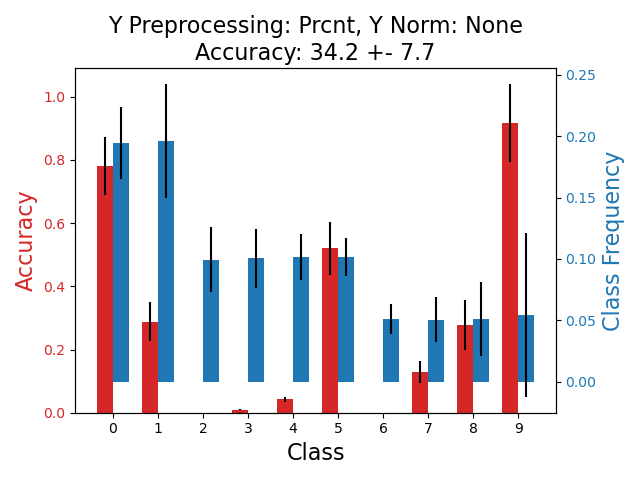 Y Preprocessing: Prcnt, Y Norm: None
Accuracy: 34.2 +- 7.7
1.0
0.8
0.6
0.4
0.2
0.0
Accuracy
0.25
0.20
0.15
0.10
0.05
0.00
Class Frequency
0 1 2 3 4 5 6 7 8 9
Class